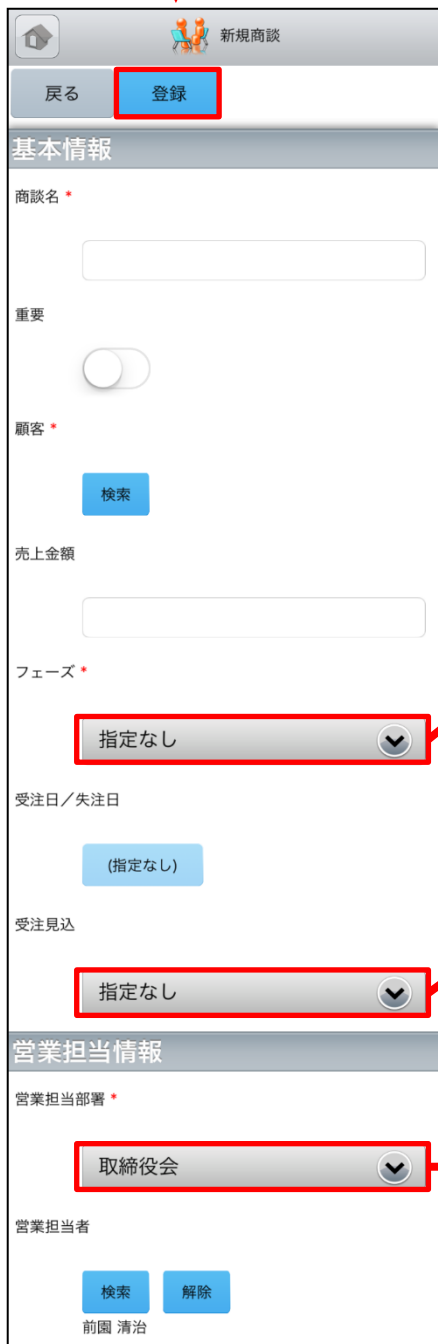 新規商談
戻る 登録
基本情報
商談名 *
重要
顧客 *
検索
売上金額
フェーズ *
指定なし
受注日／失注日
(指定なし)
受注見込
指定なし
営業担当情報
営業担当部署 *
取締役会
営業担当者
検索 解除
前園 清治